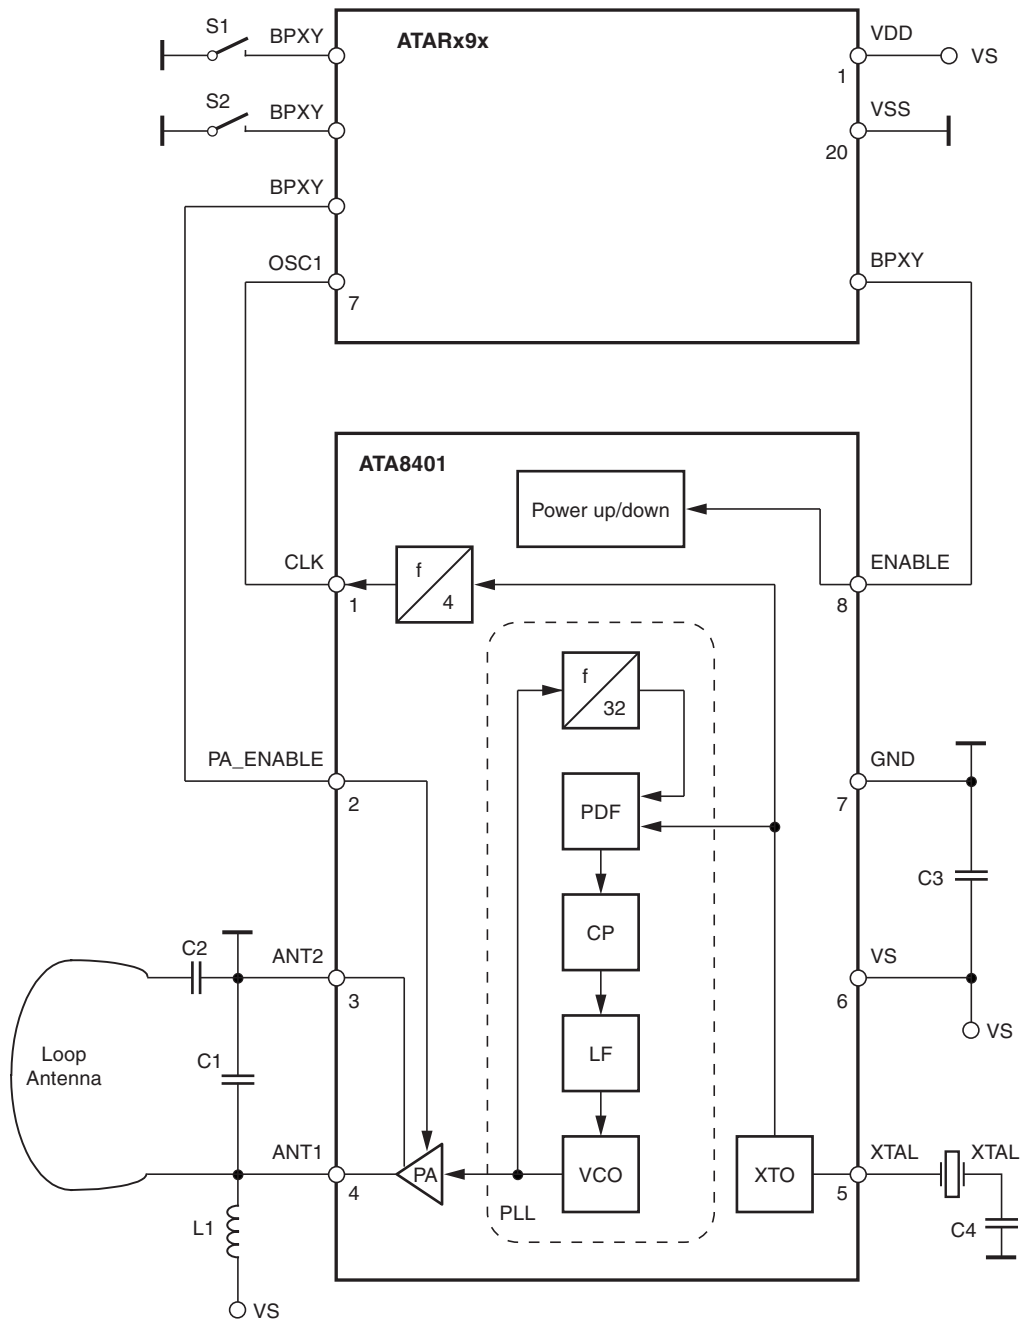 S1
BPXY
ATARx9x
VDD
1
VS
S2
BPXY
VSS
20
BPXY
OSC1
7
BPXY
ATA8401
Power up/down
CLK
1
f
4
ENABLE
8
f
32
PA_ENABLE
2
GND
7
PDF
C3
CP
C2
ANT2
3
VS
6
VS
Loop
Antenna
C1
LF
ANT1
4
PA
VCO
XTO
XTAL
5
XTAL
PLL
L1
C4
VS